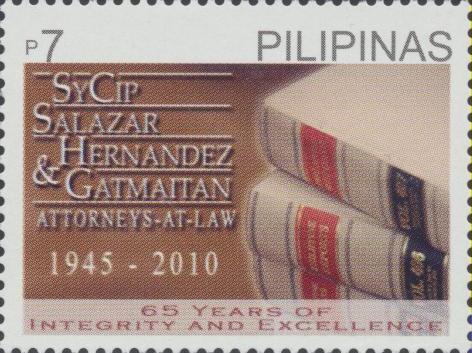 P7 PILIPINAS
SyCip
Salazar
Hernandez
& Gatmaitan
Attorneys-at-Law
1945 - 2010
65 Years of
Integrity and Excellence